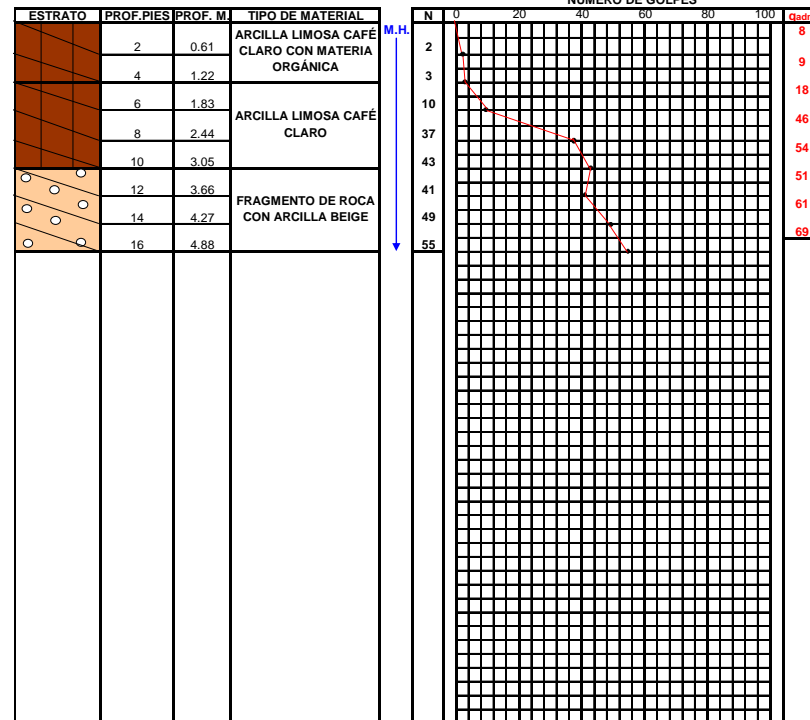 NUMERO DE GOLPES
ESTRATO PROF.PIES PROF. M. TIPO DE MATERIAL N 0 20 40 60 80 100 qadm
M.H.
ARCILLA LIMOSA CAFÉ
CLARO CON MATERIA
ORGÁNICA
2 0.61 2 8
4 1.22 3 9
ARCILLA LIMOSA CAFÉ
CLARO
6 1.83 10 18
8 2.44 37 46
10 3.05 43 54
FRAGMENTO DE ROCA
CON ARCILLA BEIGE
12 3.66 41 51
14 4.27 49 61
16 4.88 55 69